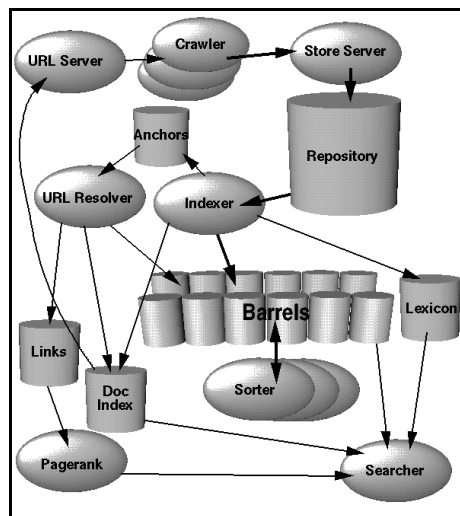 Crawler
URL Server
Store Server
Anchors
Repository
URL Resolver
Indexer
Barrels
Lexicon
Links
Doc
Index
Sorter
Pagerank
Searcher